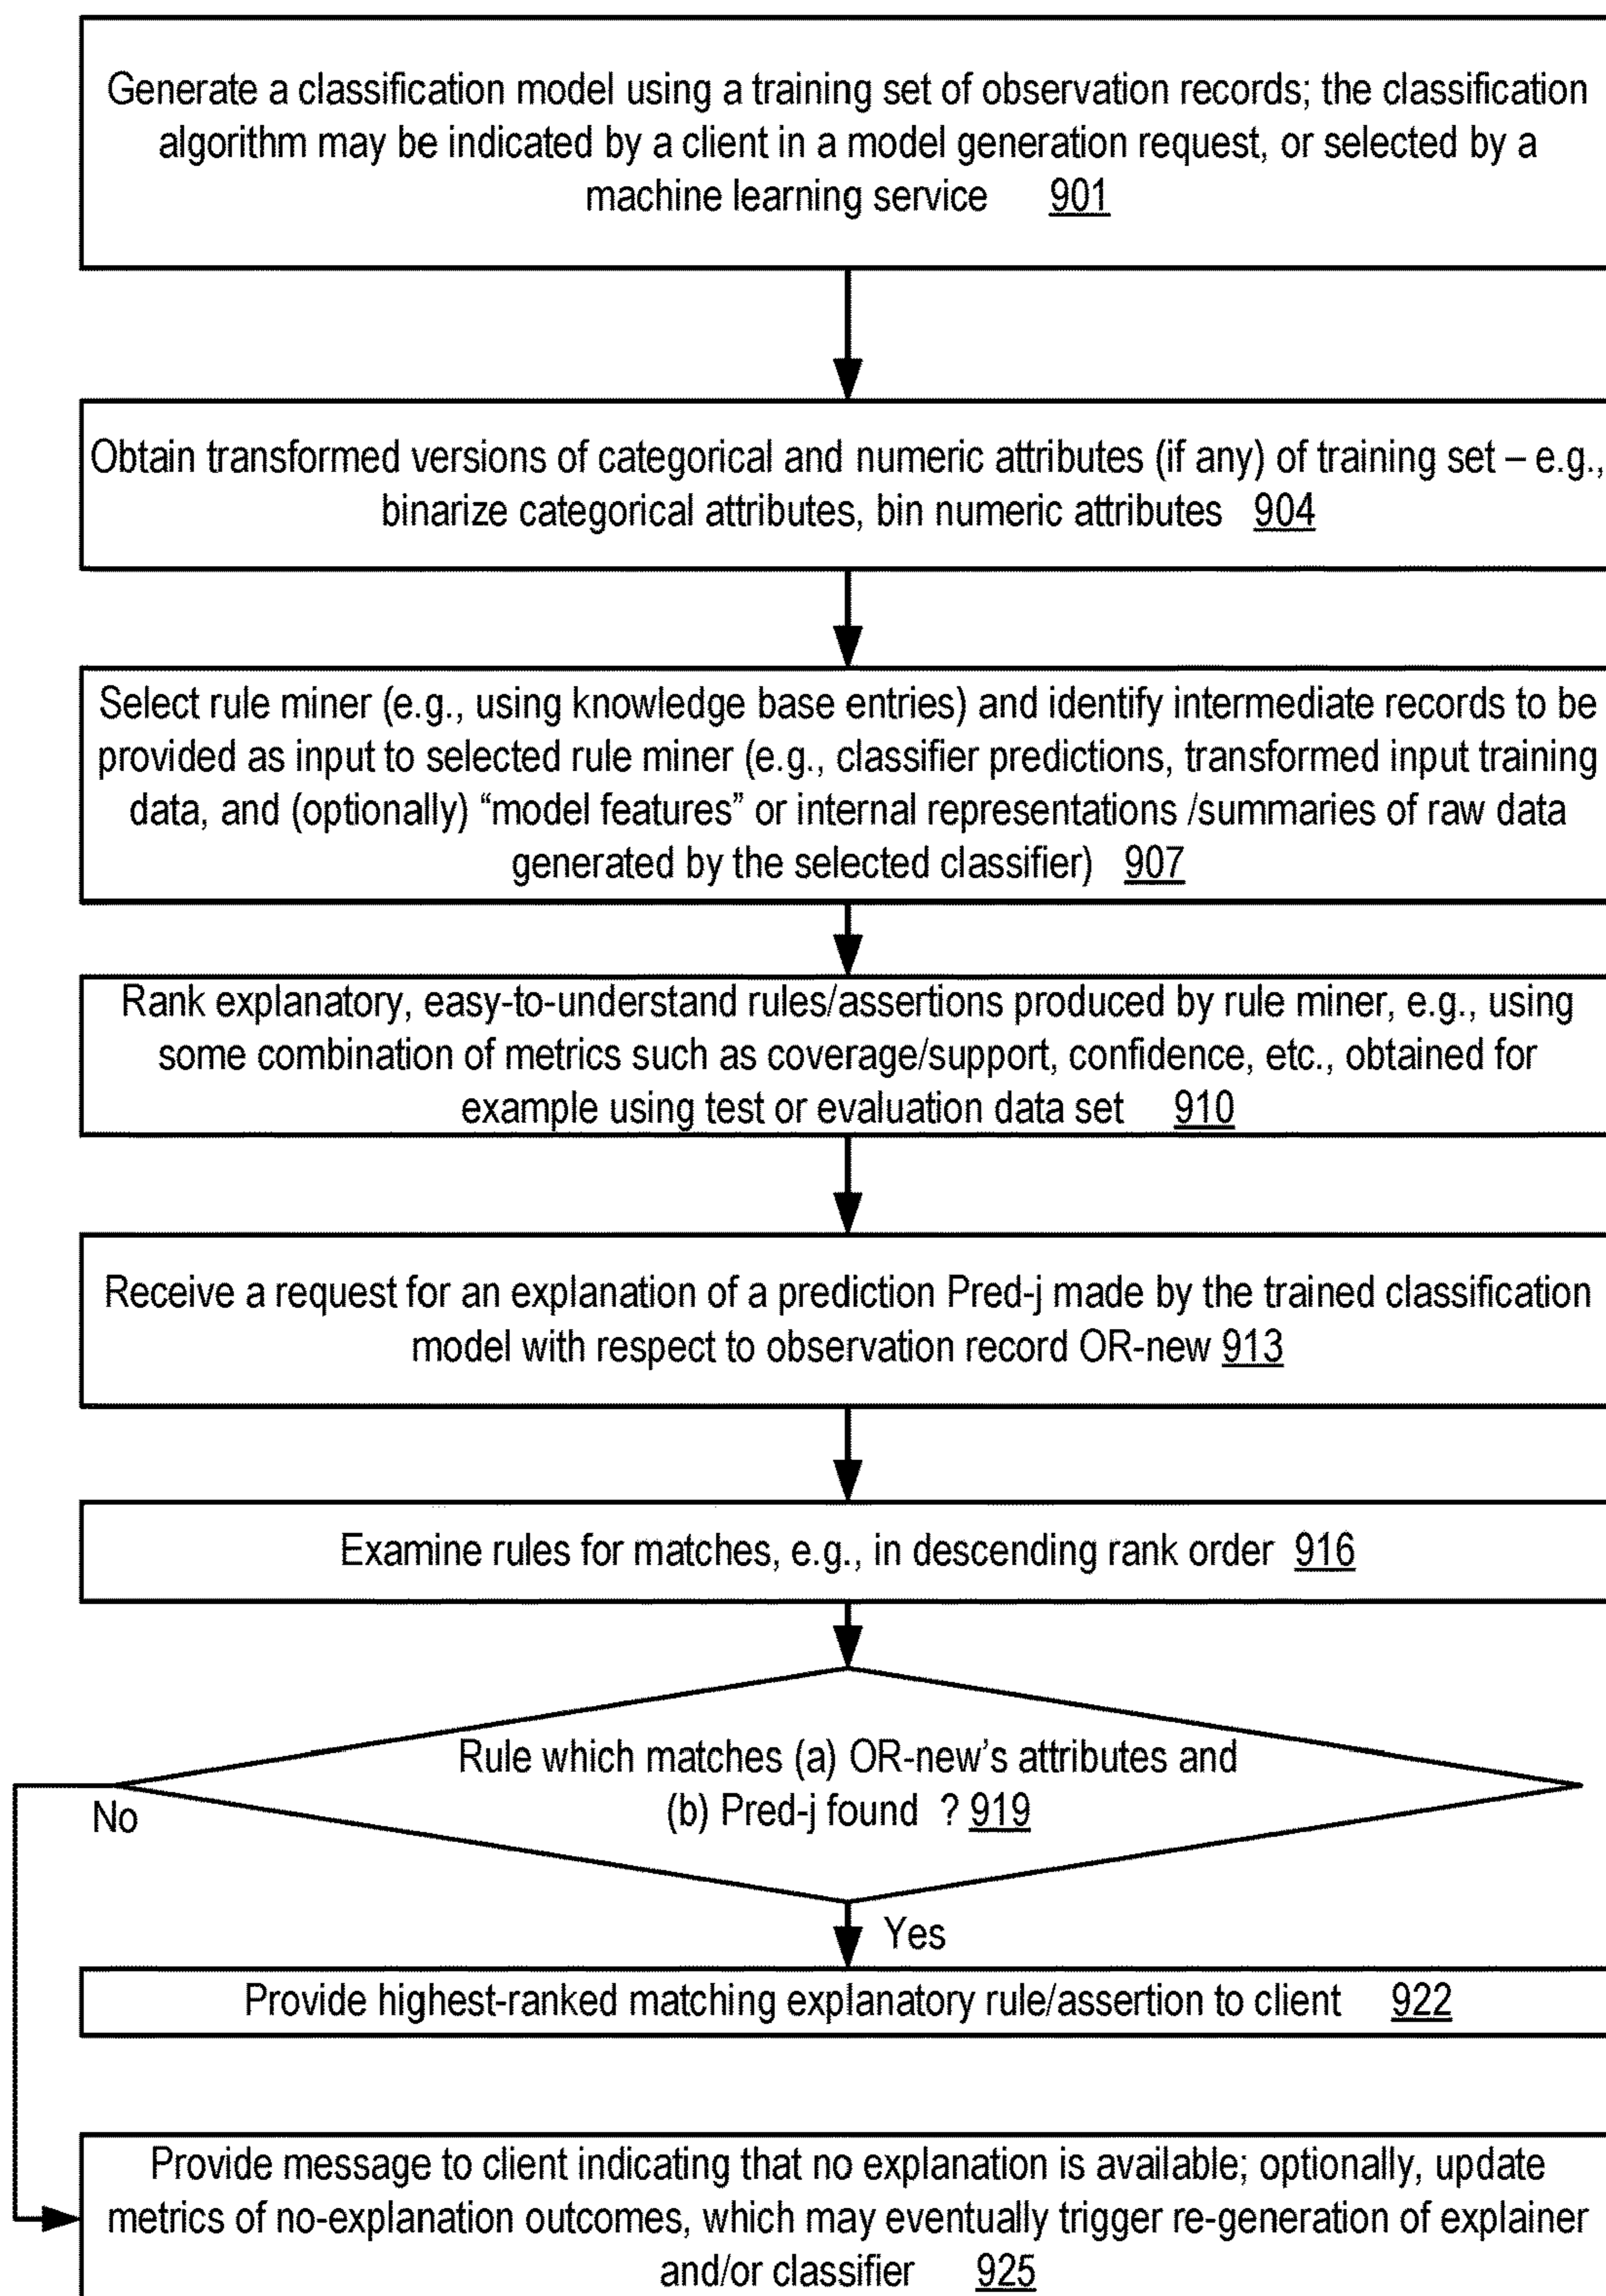 Generate a classification model using a training set of observation records; the classification
algorithm may be indicated by a client in a model generation request, or selected by a
machine learning service 901
Obtain transformed versions of categorical and numeric attributes (if any) of training set – e.g.,
binarize categorical attributes, bin numeric attributes 904
Select rule miner (e.g., using knowledge base entries) and identify intermediate records to be
provided as input to selected rule miner (e.g., classifier predictions, transformed input training
data, and (optionally) “model features” or internal representations /summaries of raw data
generated by the selected classifier) 907
Rank explanatory, easy-to-understand rules/assertions produced by rule miner, e.g., using
some combination of metrics such as coverage/support, confidence, etc., obtained for
example using test or evaluation data set 910
Receive a request for an explanation of a prediction Pred-j made by the trained classification
model with respect to observation record OR-new 913
Examine rules for matches, e.g., in descending rank order 916
Rule which matches (a) OR-new’s attributes and
(b) Pred-j found ? 919
No
Yes
Provide highest-ranked matching explanatory rule/assertion to client 922
Provide message to client indicating that no explanation is available; optionally, update
metrics of no-explanation outcomes, which may eventually trigger re-generation of explainer
and/or classifier 925